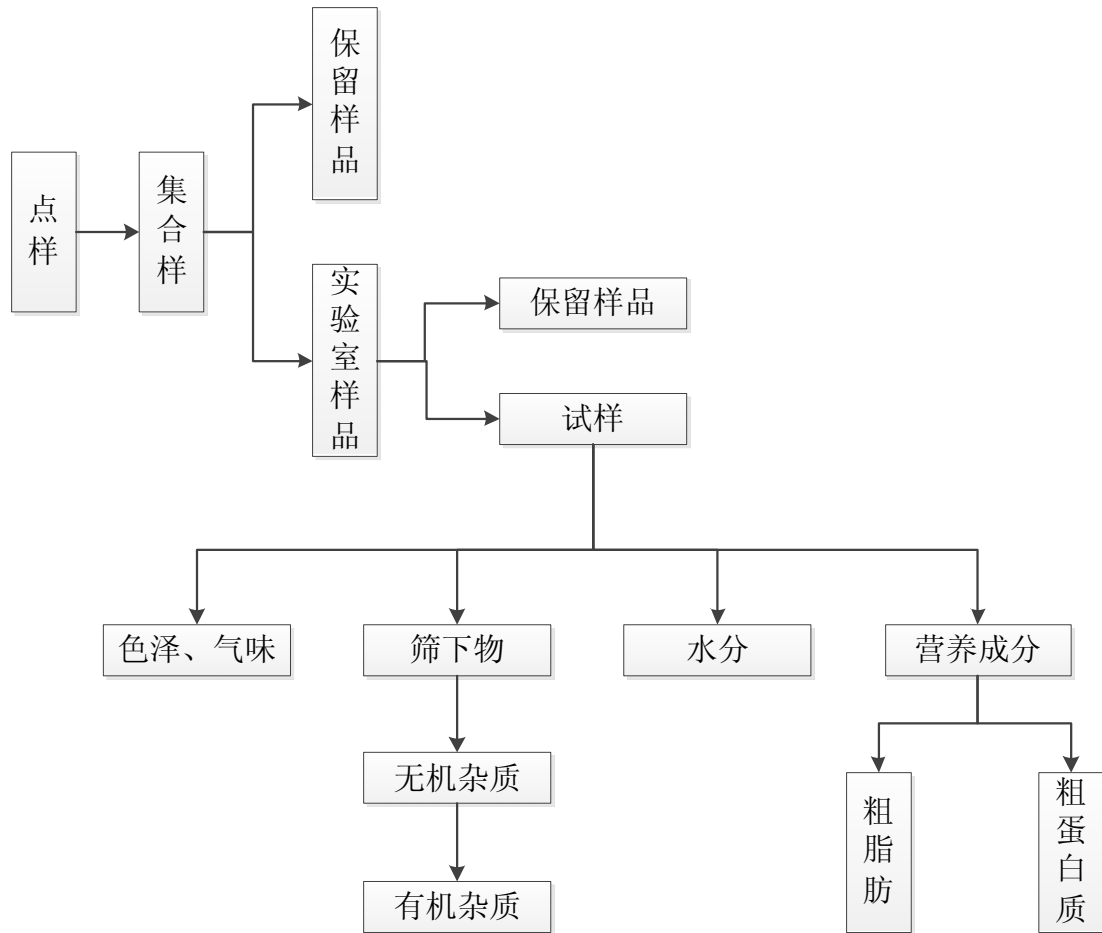 点样
集合样
保留样品
实验室样品
保留样品
试样
色泽、气味
筛下物
水分
营养成分
无机杂质
有机杂质
粗脂肪
粗蛋白质